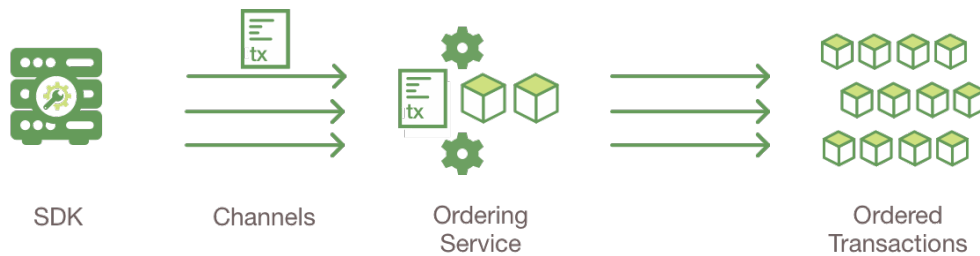 tx
tx
SDK
Channels
Ordering
Service
Ordered
Transactions